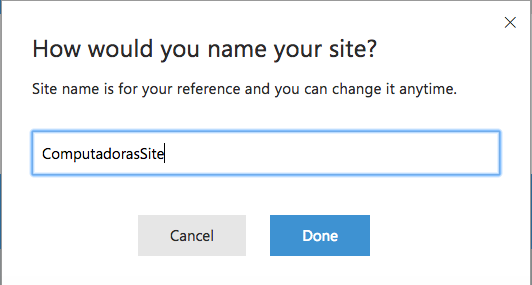 How would you name your site?
Site name is for your reference and you can change it anytime.
ComputadorasSite
Cancel
Done